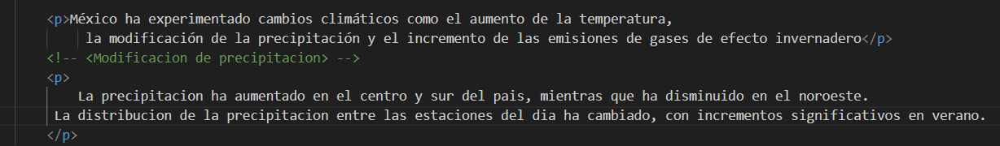 <p>México ha experimentado cambios climáticos como el aumento de la temperatura,
la modificación de la precipitación y el incremento de las emisiones de gases de efecto invernadero</p>
<!-- <Modificacion de precipitacion> -->
<p>
La precipitacion ha aumentado en el centro y sur del pais, mientras que ha disminuido en el noroeste.
La distribucion de la precipitacion entre las estaciones del dia ha cambiado, con incrementos significativos en verano.
</p>